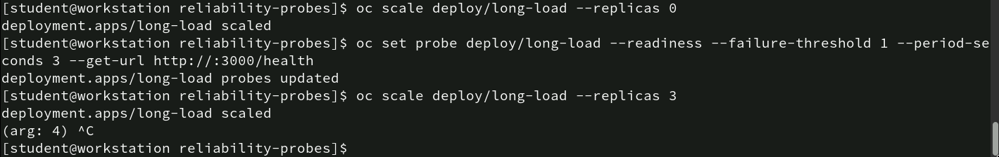 [student@workstation reliability-probes]$ oc scale deploy/long-load --replicas 0
deployment.apps/long-load scaled
[student@workstation reliability-probes]$ oc set probe deploy/long-load --readiness --failure-threshold 1 --period-se
conds 3 --get-url http://:3000/health
deployment.apps/long-load probes updated
[student@workstation reliability-probes]$ oc scale deploy/long-load --replicas 3
deployment.apps/long-load scaled
(arg: 4) ^C
[student@workstation reliability-probes]$